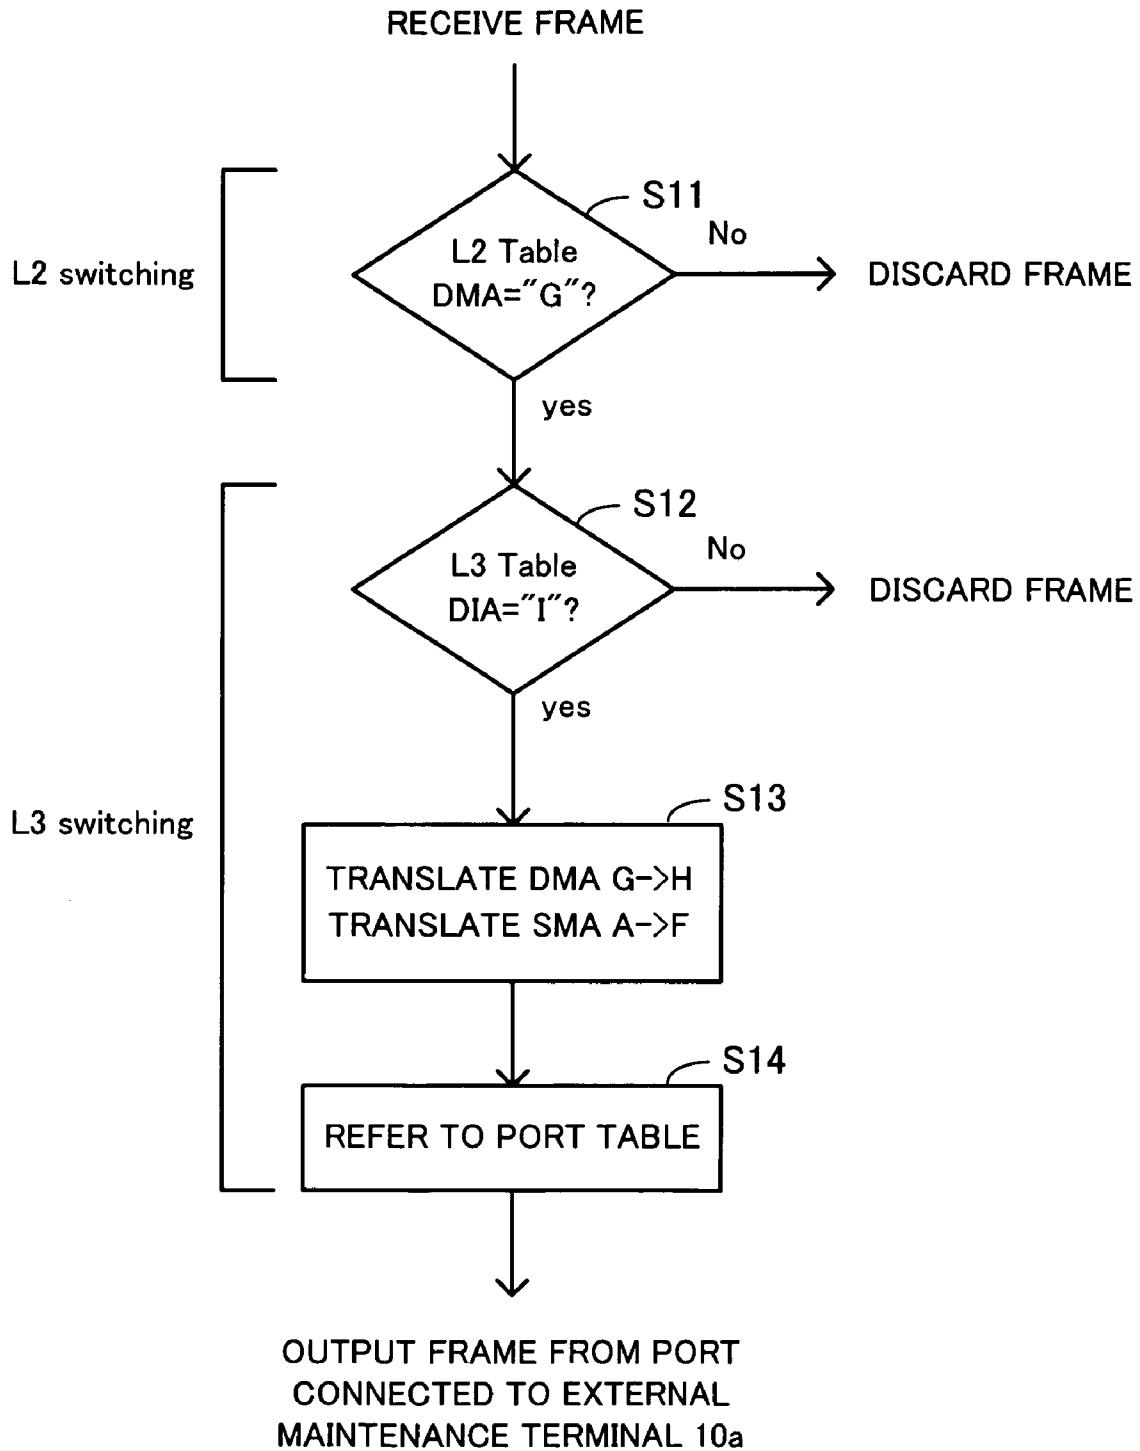 RECEIVE FRAME
S11
No
L2 Table
DMA="G"?
L2 switching
DISCARD FRAME
yes
S12
No
L3 Table
DIA="I"?
DISCARD FRAME
yes
S13
L3 switching
TRANSLATE DMA G->H
TRANSLATE SMA A->F
S14
REFER TO PORT TABLE
OUTPUT FRAME FROM PORT
CONNECTED TO EXTERNAL
MAINTENANCE TERMINAL 10a